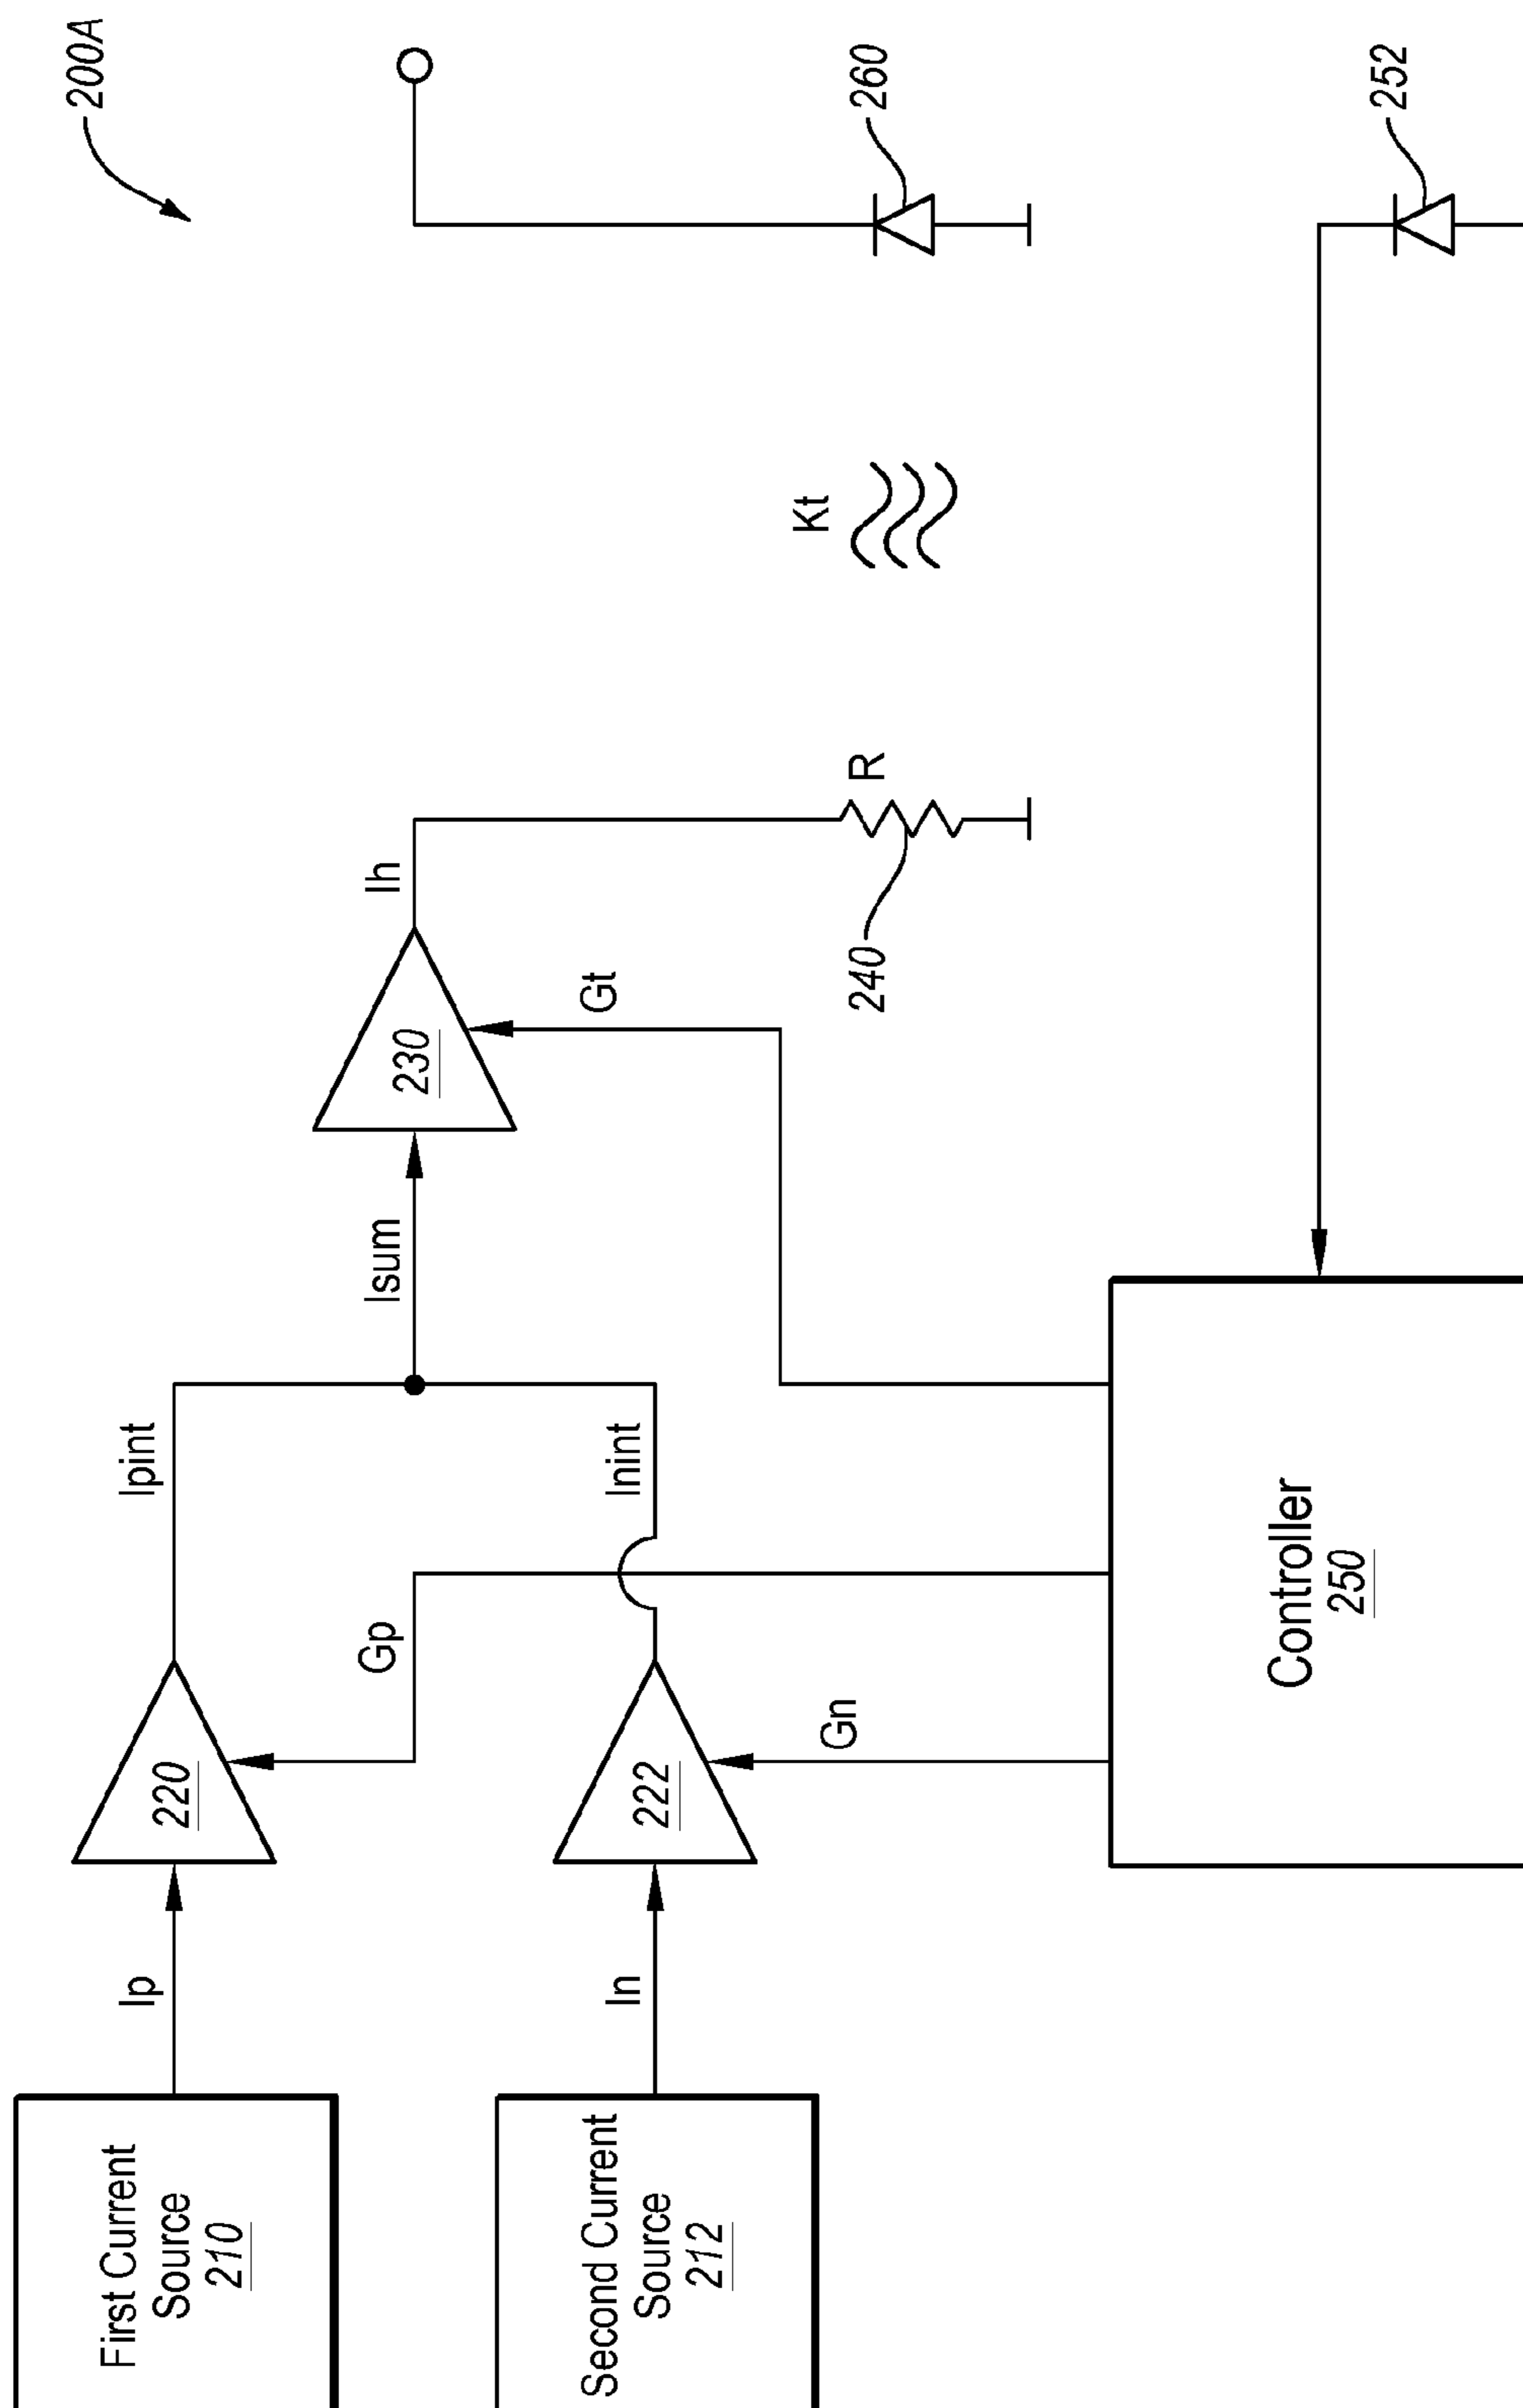 200A
First Current
Source
210
Ip
220
Ipint
Isum
230
Ih
Gp
Gt
Second Current
Source
212
In
222
Inint
Gn
240
R
Kt
260
Controller
250
252